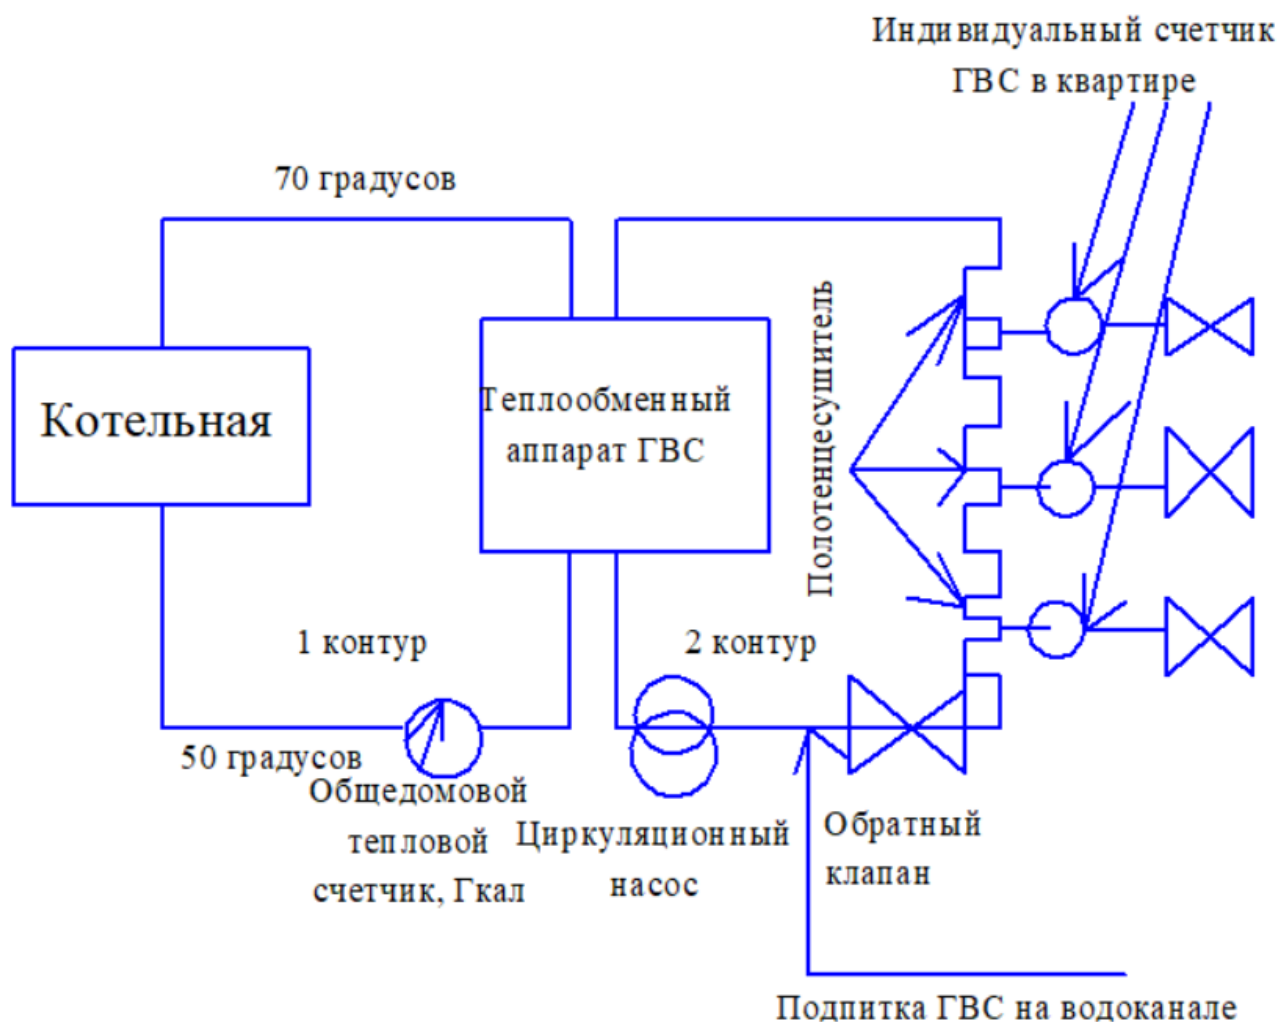 Индивидуальный счетчик
ГВС в квартире
70 градусов
Полотенцесушитель
Котельная
Теплообменный
аппарат ГВС
1 контур
2 контур
50 градусов
Общедомовой
тепловой
счетчик, Гкал
Циркуляционный
насос
Обратный
клапан
Подпитка ГВС на водоканале